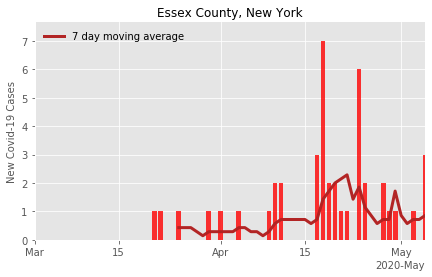 Essex County, New York
7 day moving average
New Covid-19 Cases
7
6
5
4
3
2
1
0
Mar
15
Apr
15
May
2020-May